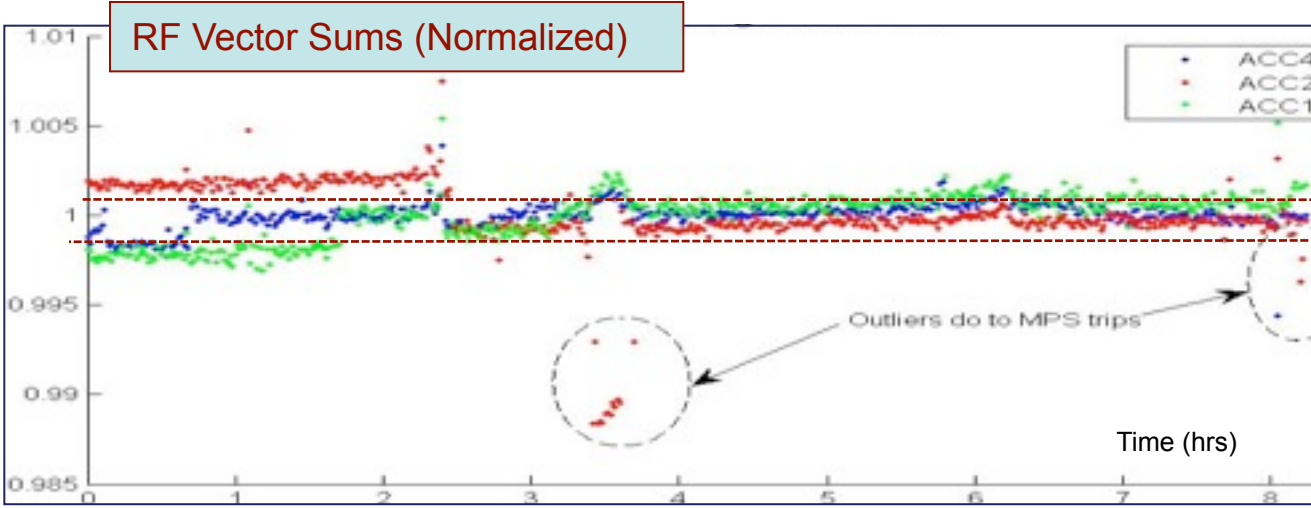 RF Vector Sums (Normalized)
1.01
ACC4
ACC2
ACC1
1.005
1
0.995
Outliers do to MPS trips
0.99
Time (hrs)
0.985
0 1 2 3 4 5 6 7 8